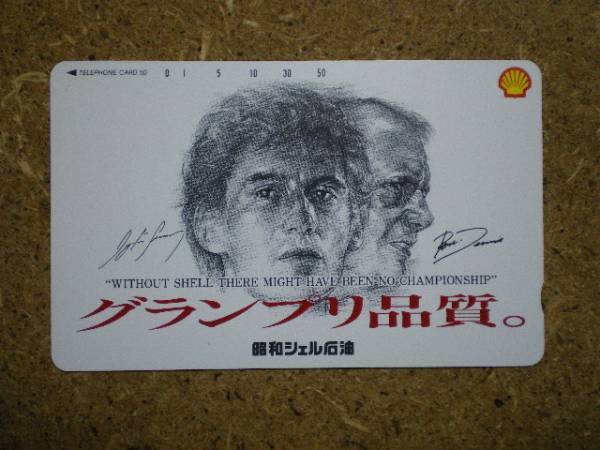 ◀ TELEPHONE CARD 50 0 1 5 10 30 50
"WITHOUT SHELL THERE MIGHT HAVE BEEN NO CHAMPIONSHIP"
グランプリ品質。
昭和シェル石油